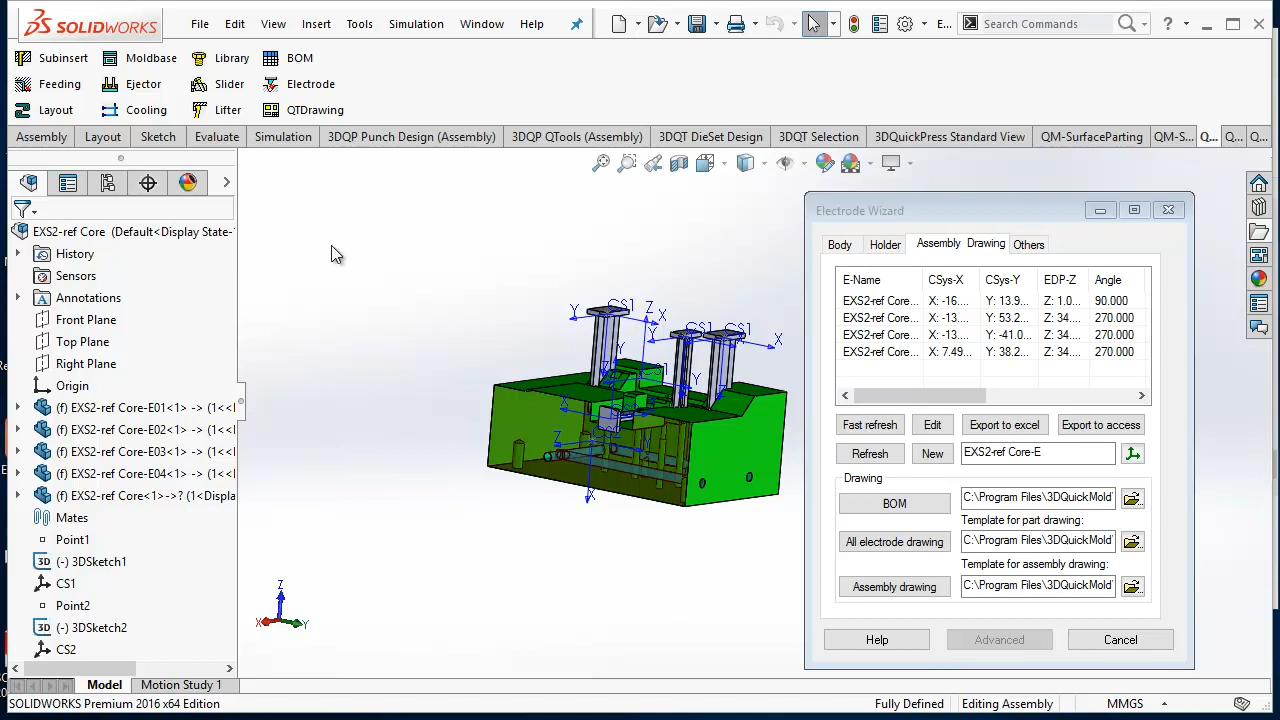 SOLIDWORKS File Edit View Insert Tools Simulation Window Help E... Search Commands ?
Subinsert Moldbase Library BOM
Feeding Ejector Slider Electrode
Layout Cooling Lifter QTDrawing
Assembly Layout Sketch Evaluate Simulation 3DQP Punch Design (Assembly) 3DQP QTools (Assembly) 3DQT DieSet Design 3DQT Selection 3DQuickPress Standard View QM-SurfaceParting QM-S... Q... Q... Q...
EXS2-ref Core (Default<Display State-
History
Sensors
Annotations
Front Plane
Top Plane
Right Plane
Origin
(f) EXS2-ref Core-E01<1> -> (1<<
(f) EXS2-ref Core-E02<1> -> (1<<
(f) EXS2-ref Core-E03<1> -> (1<<
(f) EXS2-ref Core-E04<1> -> (1<<
(f) EXS2-ref Core<1>->? (1<Displa
Mates
Point1
(-) 3DSketch1
CS1
Point2
(-) 3DSketch2
CS2
Y CS1 Z X
Y CS1 CS1 X
Z
X Y
Electrode Wizard
Body Holder Assembly Drawing Others
E-Name CSys-X CSys-Y EDP-Z Angle
EXS2-ref Core... X: -16.... Y: 13.9... Z: 1.0... 90.000
EXS2-ref Core... X: -13.... Y: 53.2... Z: 34.... 270.000
EXS2-ref Core... X: -13.... Y: -41.0... Z: 34.... 270.000
EXS2-ref Core... X: 7.49... Y: 38.2... Z: 34.... 270.000
Fast refresh Edit Export to excel Export to access
Refresh New EXS2-ref Core-E
Drawing
BOM C:\Program Files\3DQuickMold\
Template for part drawing:
All electrode drawing C:\Program Files\3DQuickMold\
Template for assembly drawing:
Assembly drawing C:\Program Files\3DQuickMold\
Help Advanced Cancel
Model Motion Study 1
SOLIDWORKS Premium 2016 x64 Edition Fully Defined Editing Assembly MMGS